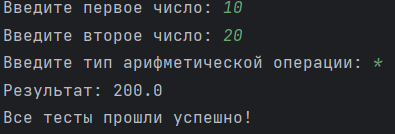 Введите первое число: 10
Введите второе число: 20
Введите тип арифметической операции: *
Результат: 200.0
Все тесты прошли успешно!